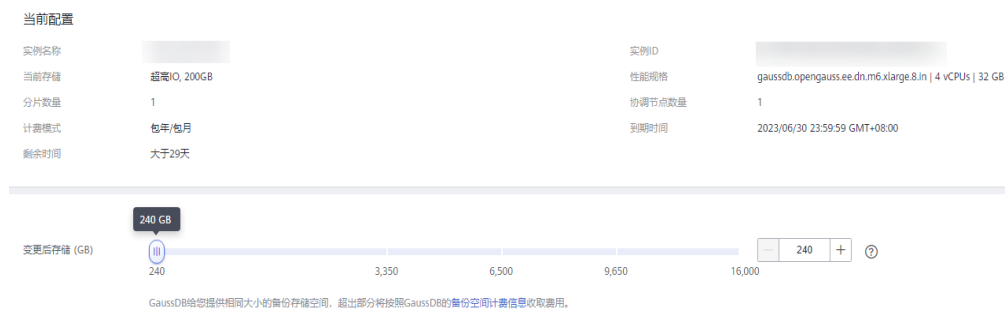 当前配置
实例名称 实例ID
当前存储 超高IO, 200GB 性能规格 gaussdb.opengauss.ee.dn.m6.xlarge.8.in | 4 vCPUs | 32 GB
分片数量 1 协调节点数量 1
计费模式 包年/包月 到期时间 2023/06/30 23:59:59 GMT+08:00
剩余时间 大于29天
240 GB
变更后存储 (GB) — 240 + ?
240 3,350 6,500 9,650 16,000
GaussDB给您提供相同大小的备份存储空间，超出部分将按照GaussDB的备份空间计费信息收取费用。